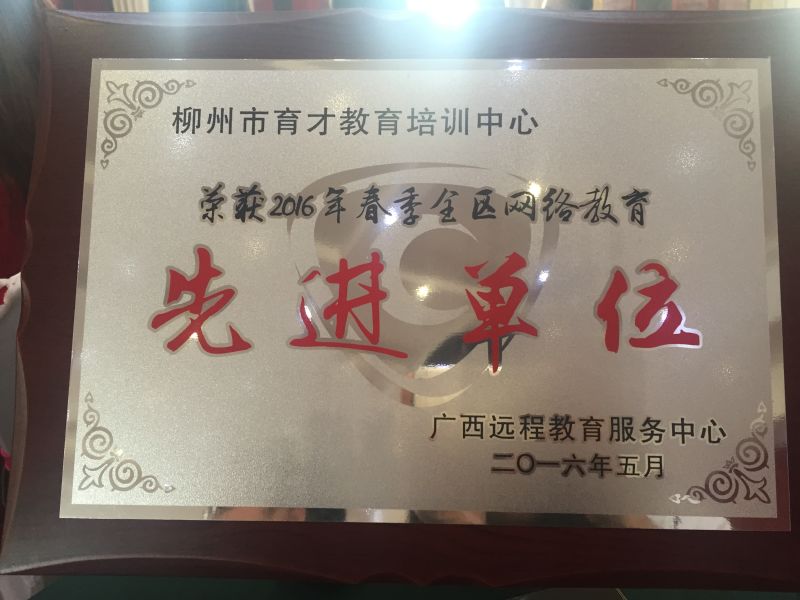 柳州市育才教育培训中心
荣获2016年春季全区网络教育
先进单位
广西远程教育服务中心
二〇一六年五月